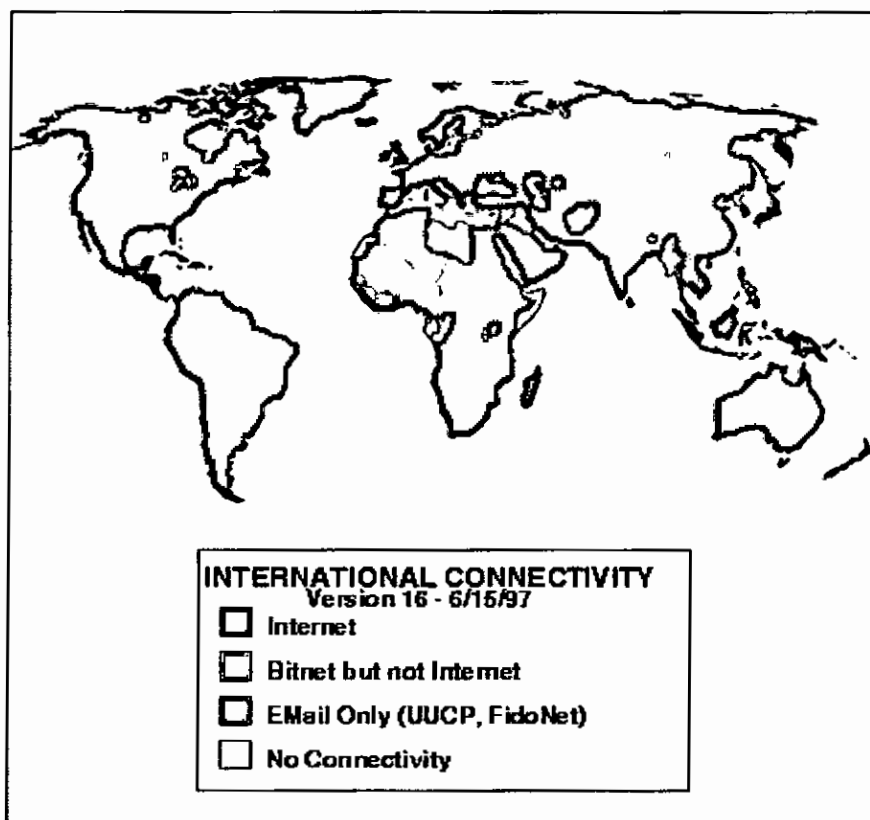 INTERNATIONAL CONNECTIVITY
Version 16 - 6/15/97
Internet
Bitnet but not Internet
EMail Only (UUCP, FidoNet)
No Connectivity